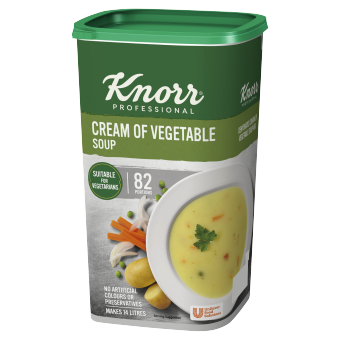 Knorr
PROFESSIONAL
CREAM OF VEGETABLE
SOUP
SUITABLE
FOR
VEGETARIANS
82
PORTIONS
NO ARTIFICIAL
COLOURS OR
PRESERVATIVES
MAKES 14 LITRES
Knorr